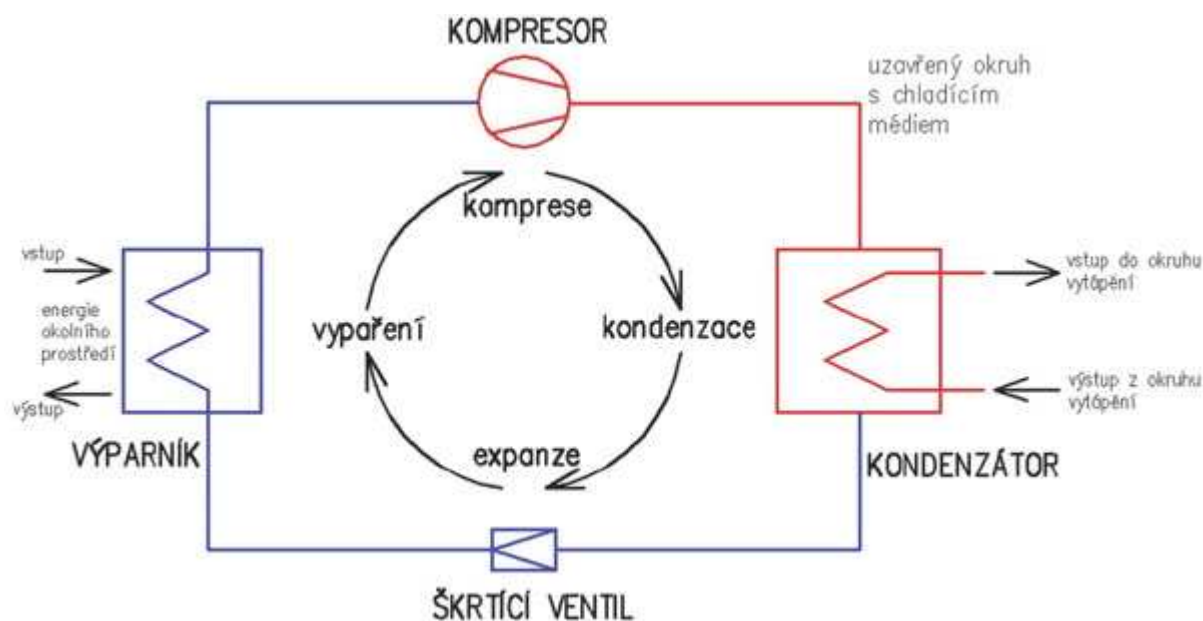 KOMPRESOR
uzavřený okruh
s chladícím
médiem
komprese
vstup
vstup do okruhu
vytápění
energie
okolního
prostředí
vypaření
kondenzace
výstup
výstup z okruhu
vytápění
VÝPARNÍK
expanze
KONDENZÁTOR
ŠKRTÍCÍ VENTIL